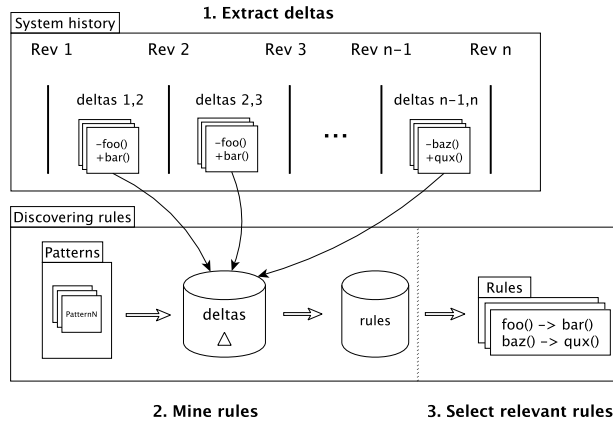 1. Extract deltas
System history
Rev 1 Rev 2 Rev 3 Rev n-1 Rev n
deltas 1,2 deltas 2,3 deltas n-1,n
-foo() -foo() ... -baz()
+bar() +bar() +qux()
Discovering rules
Patterns
PatternN
deltas
△
rules
Rules
foo() -> bar()
baz() -> qux()
2. Mine rules 3. Select relevant rules